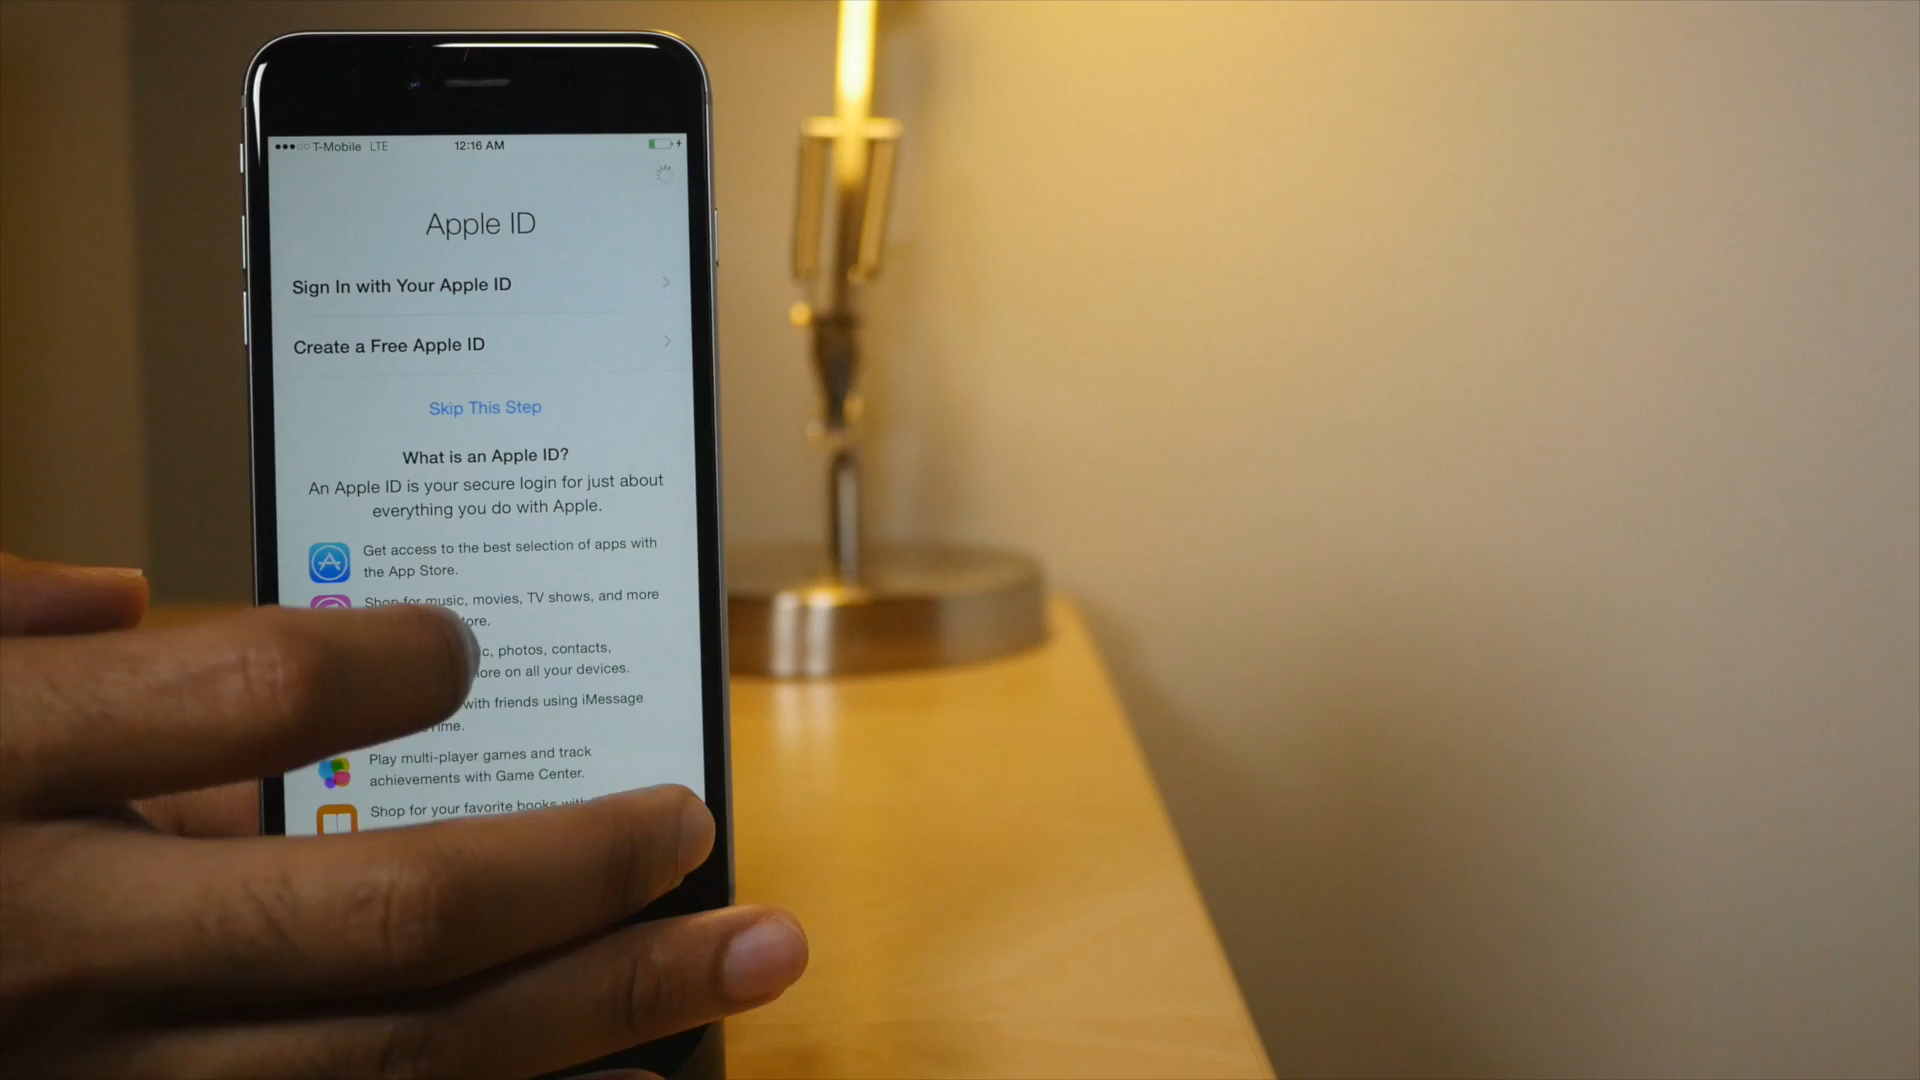 T-Mobile LTE 12:16 AM
Apple ID
Sign In with Your Apple ID
Create a Free Apple ID
Skip This Step
What is an Apple ID?
An Apple ID is your secure login for just about
everything you do with Apple.
Get access to the best selection of apps with
the App Store.
Shop for music, movies, TV shows, and more
photos, contacts,
on all your devices.
with friends using iMessage
Play multi-player games and track
achievements with Game Center.
Shop for your favorite books with